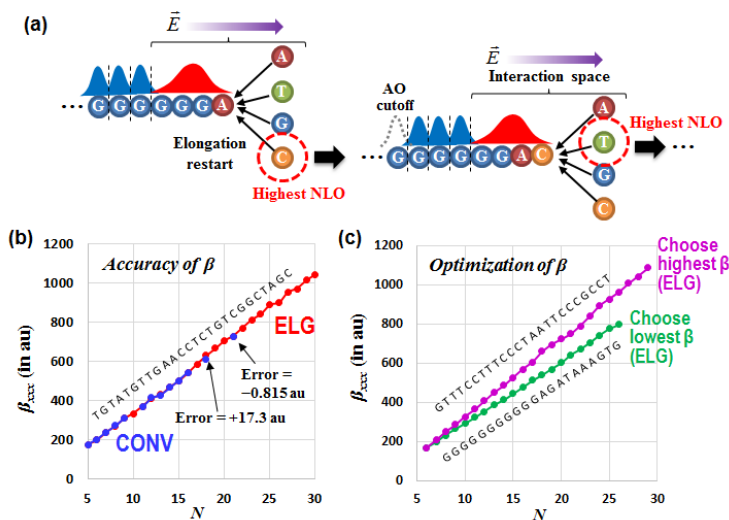 (a)
E
A
T
G
C
... G G G G G G A
Elongation
restart
Highest NLO
E
Interaction space
AO
cutoff
A
T
G
C
... G G G G G G A C
Highest NLO
...
(b)
Accuracy of β
1200
1000
800
600
400
200
0
βxxx (in au)
TGTATGTTGAACCTCTGTCGGCTAGC
ELG
CONV
Error =
−0.815 au
Error = +17.3 au
5 10 15 20 25 30
N
(c)
Optimization of β
1200
1000
800
600
400
200
0
βxxx (in au)
GTTTCCTTTCCCTAATTCCCGCCT
GGGGGGGGGGGAGATAAAGTG
Choose
highest β
(ELG)
Choose
lowest β
(ELG)
5 10 15 20 25 30
N